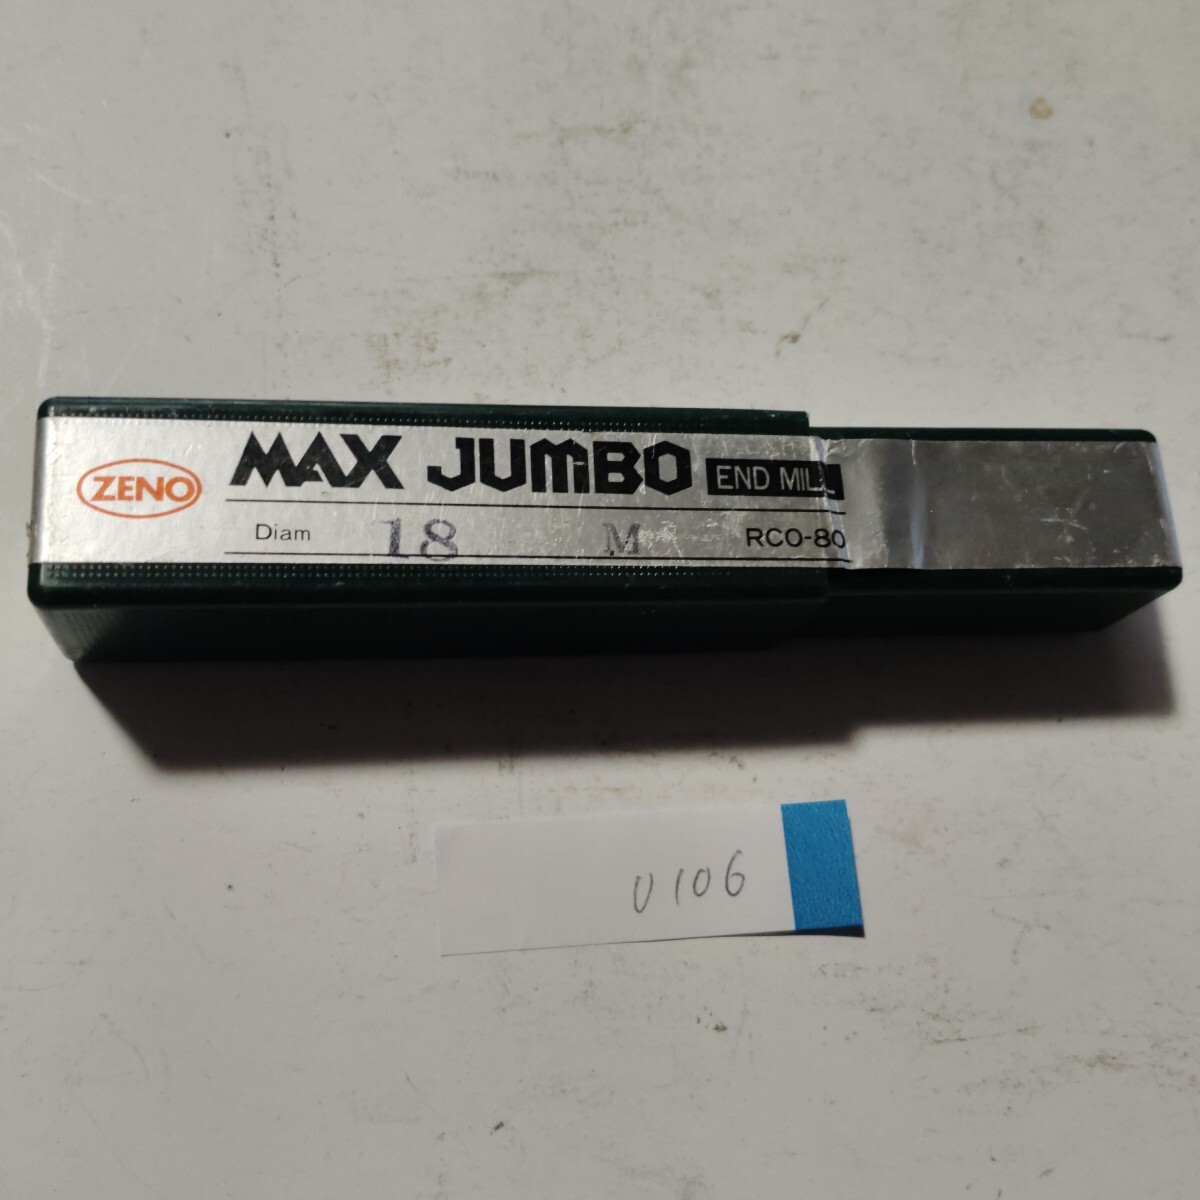 ZENO
MAX JUMBO END MILL
Diam 18 M RCO-80
U106